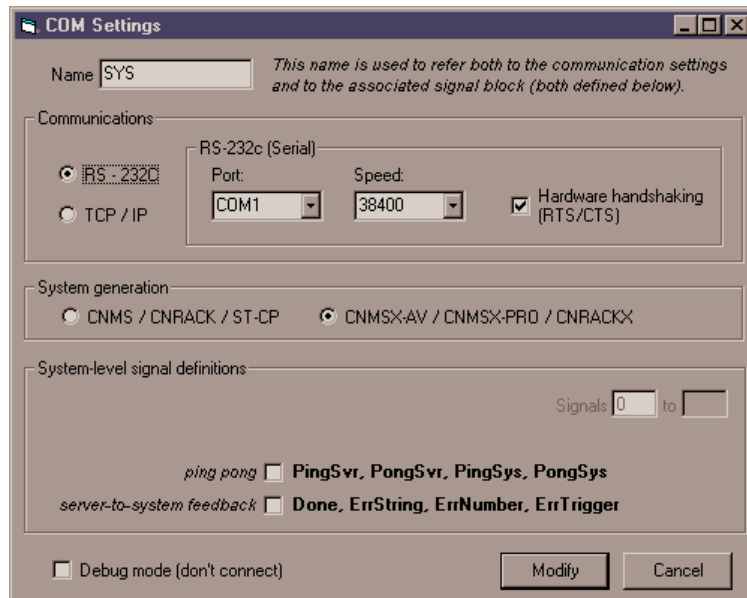 COM Settings
Name SYS
This name is used to refer both to the communication settings
and to the associated signal block (both defined below).
Communications
RS - 232C
TCP / IP
RS-232c (Serial)
Port:
Speed:
COM1
38400
Hardware handshaking
(RTS/CTS)
System generation
CNMS / CNRACK / ST-CP
CNMSX-AV / CNMSX-PRO / CNRACKX
System-level signal definitions
Signals 0 to
ping pong PingSvr, PongSvr, PingSys, PongSys
server-to-system feedback Done, ErrString, ErrNumber, ErrTrigger
Debug mode (don't connect)
Modify
Cancel